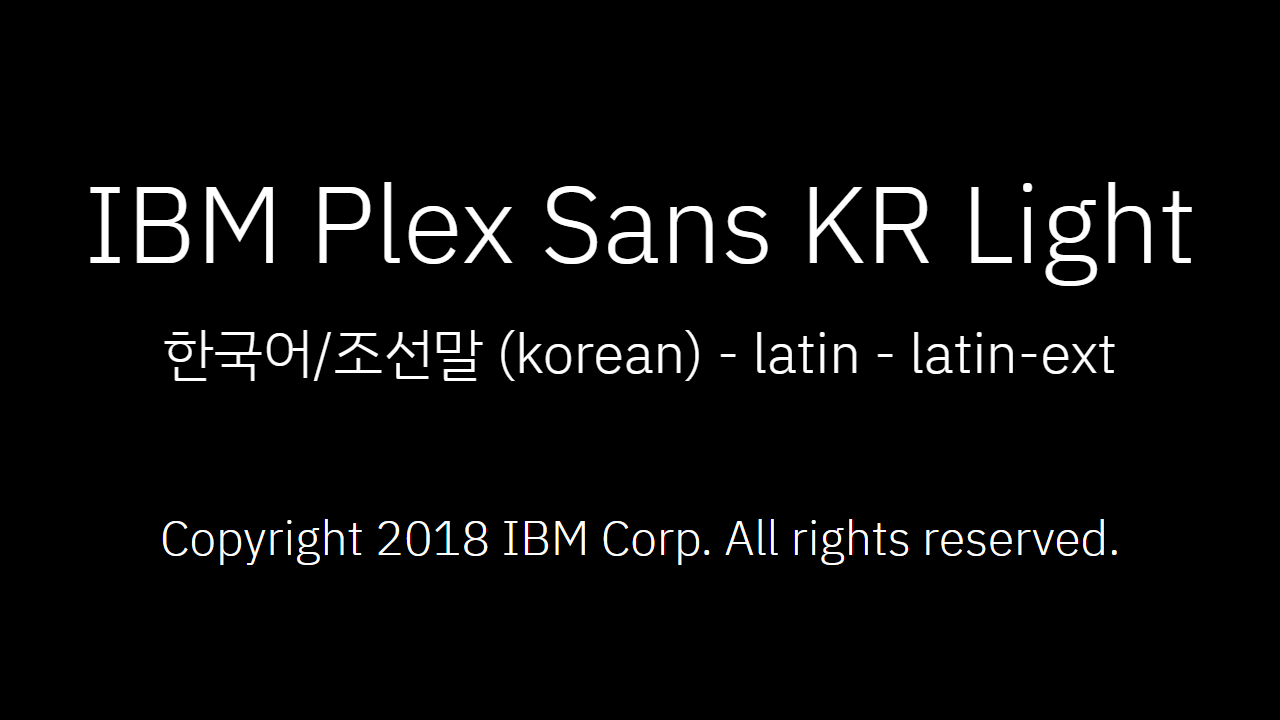 IBM Plex Sans KR Light
한국어/조선말 (korean) - latin - latin-ext
Copyright 2018 IBM Corp. All rights reserved.